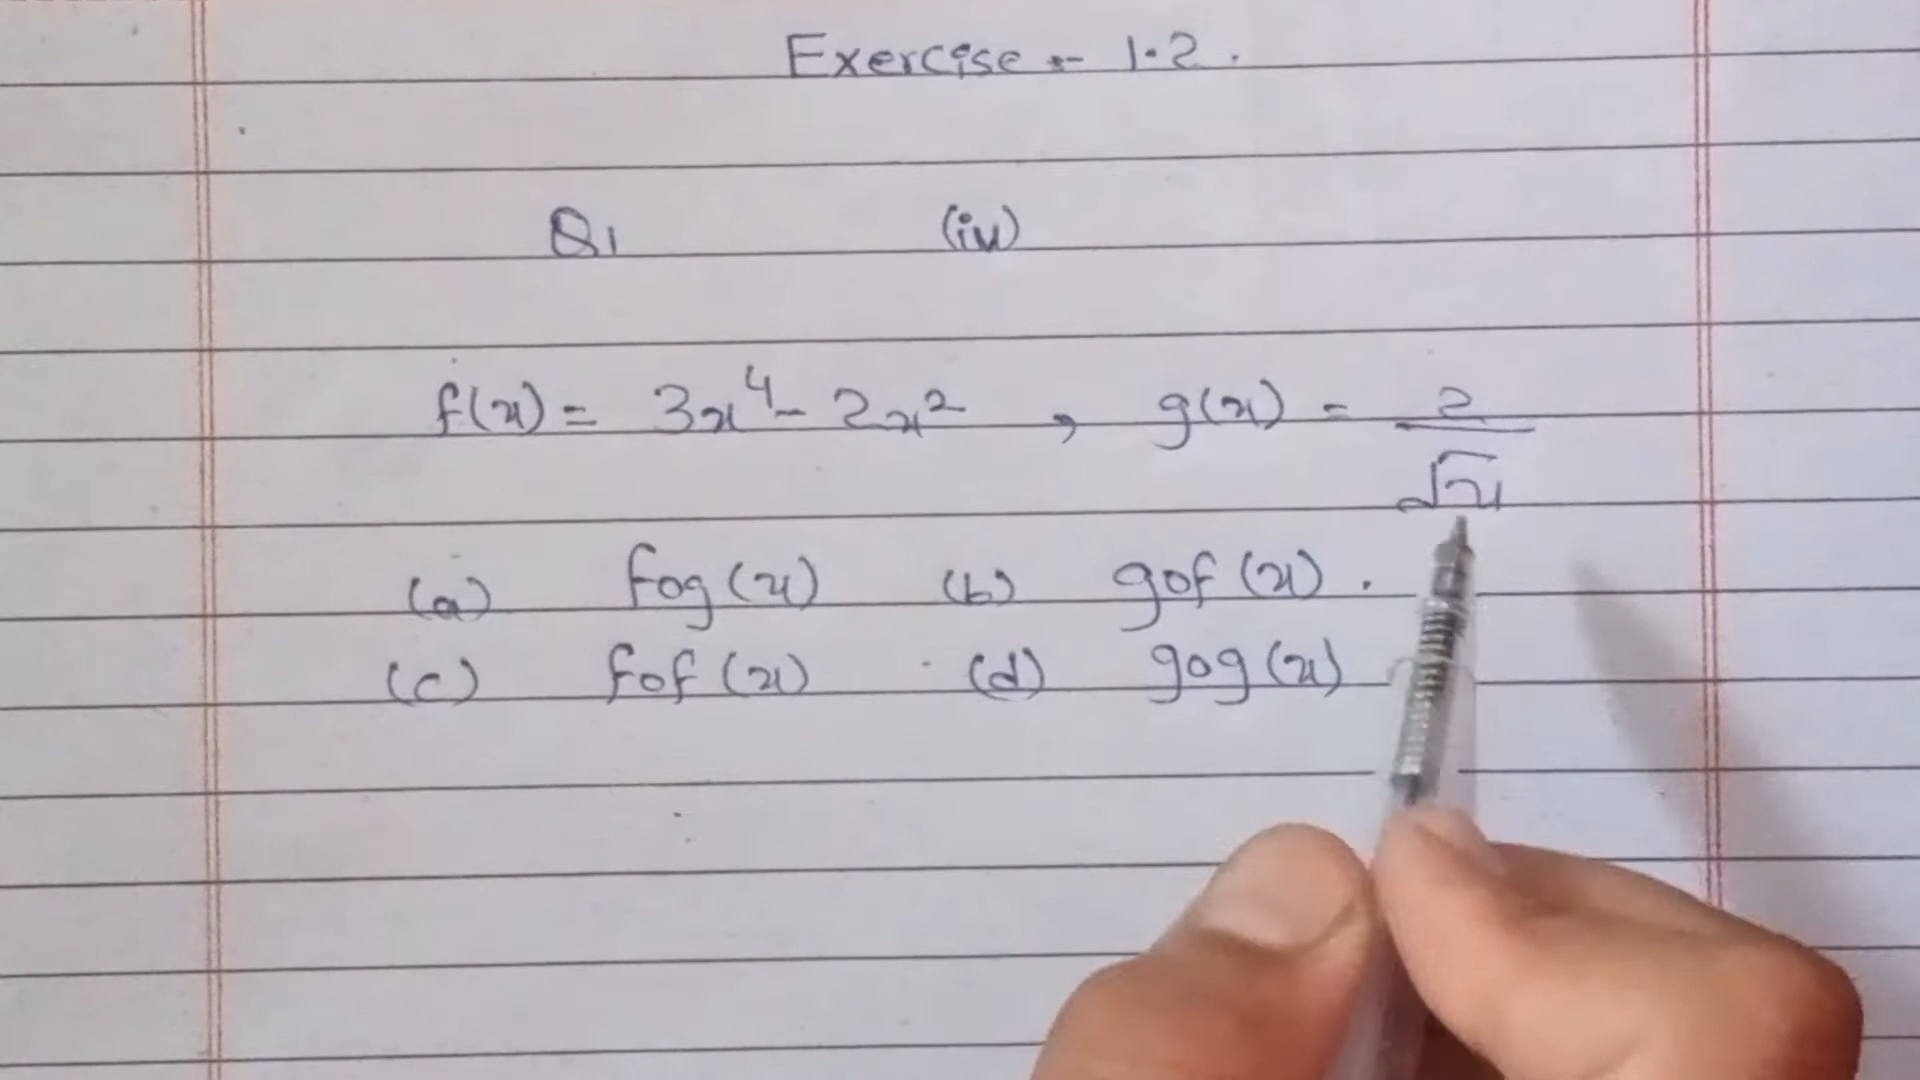 Exercise - 1.2.
Q1 (iv)
f(x) = 3x⁴ - 2x² , g(x) = 2/√x
(a) fog(x) (b) gof(x) .
(c) fof(x) (d) gog(x)